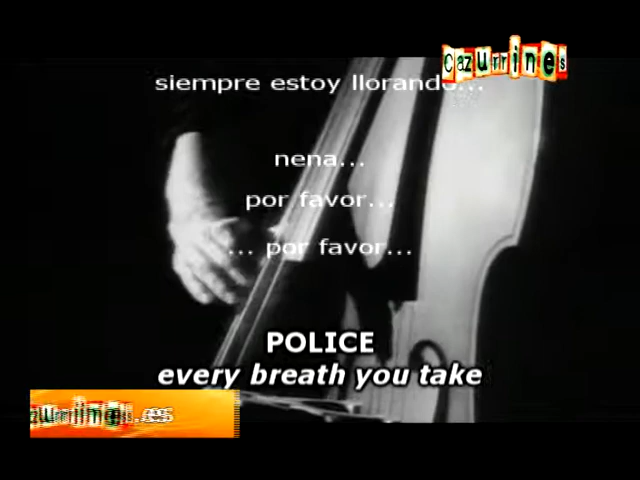 Cazurrines
siempre estoy llorando...
nena...
por favor...
... por favor...
POLICE
every breath you take